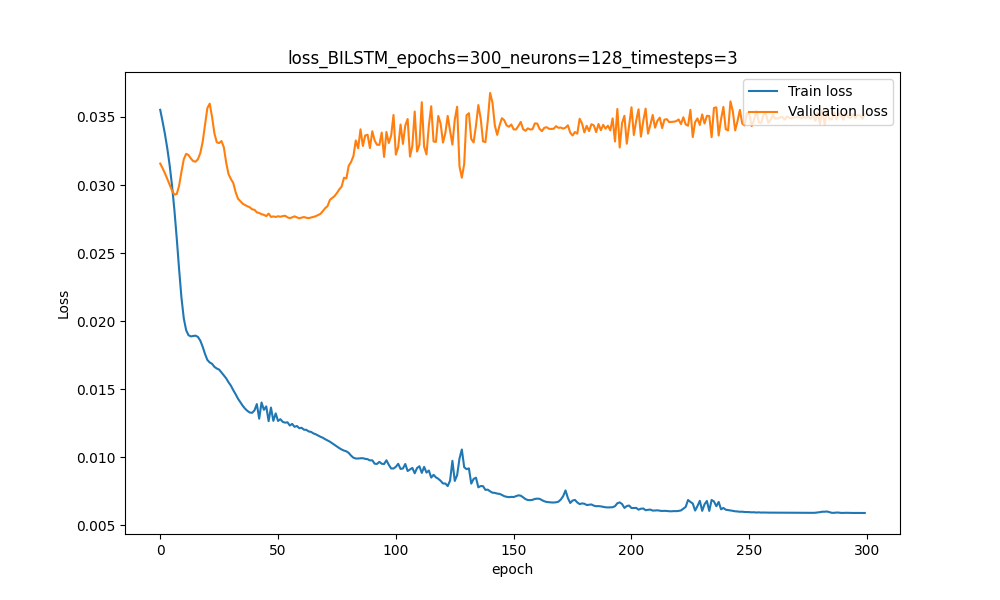 loss_BILSTM_epochs=300_neurons=128_timesteps=3
Train loss
Validation loss
0.035
0.030
0.025
0.020
0.015
0.010
0.005
Loss
0 50 100 150 200 250 300
epoch